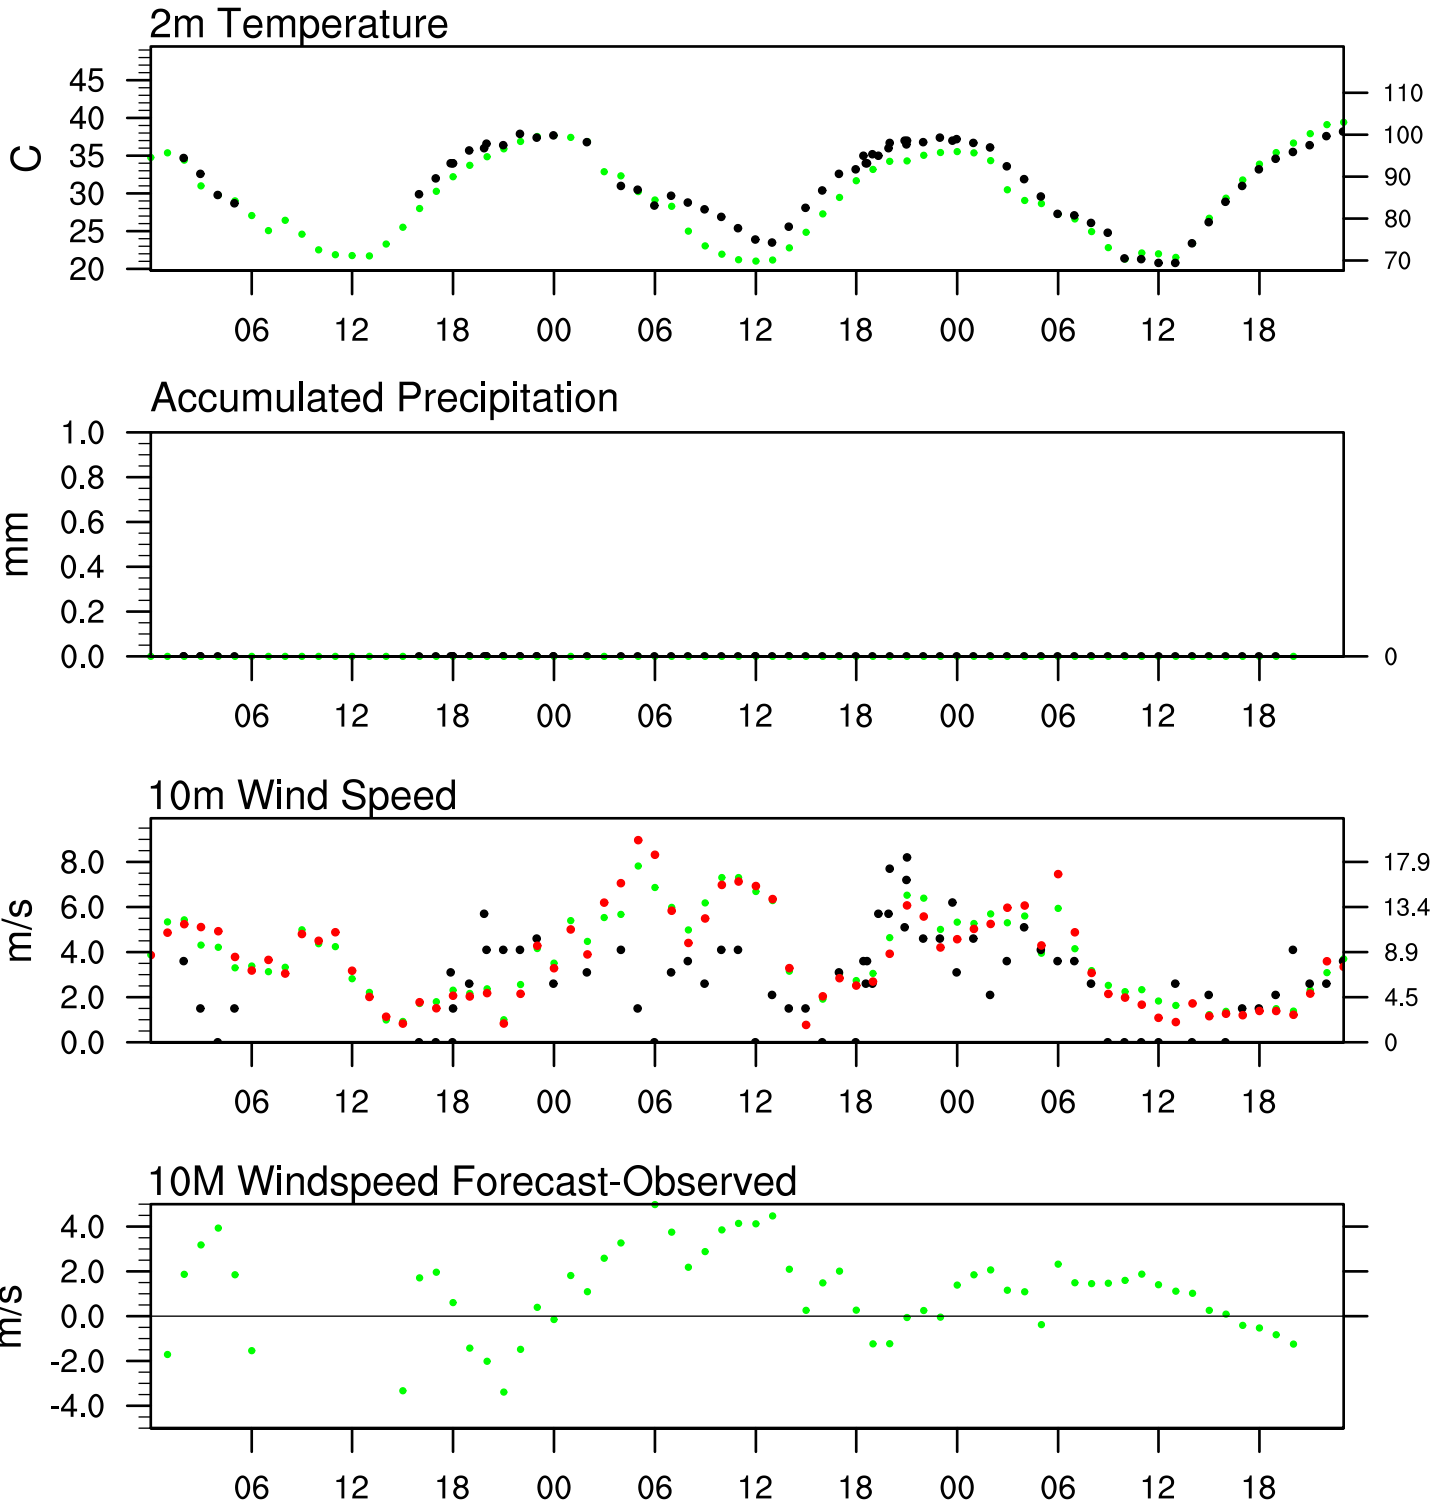 2m Temperature
45
40
35
30
25
20
C
110
100
90
80
70
06 12 18 00 06 12 18 00 06 12 18
Accumulated Precipitation
1.0
0.8
0.6
0.4
0.2
0.0
mm
0
06 12 18 00 06 12 18 00 06 12 18
10m Wind Speed
8.0
6.0
4.0
2.0
0.0
m/s
17.9
13.4
8.9
4.5
0
06 12 18 00 06 12 18 00 06 12 18
10M Windspeed Forecast-Observed
4.0
2.0
0.0
-2.0
-4.0
m/s
06 12 18 00 06 12 18 00 06 12 18